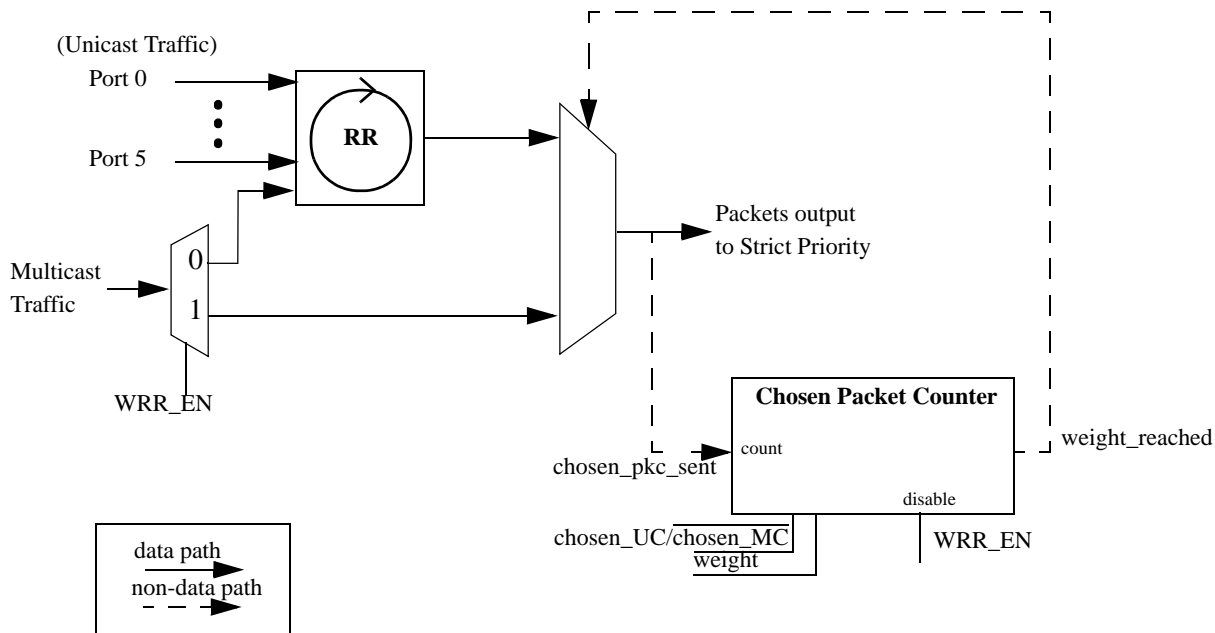 (Unicast Traffic)
Port 0
RR
Port 5
Packets output
to Strict Priority
0
Multicast
Traffic
1
WRR_EN
Chosen Packet Counter
count
weight_reached
chosen_pkc_sent
disable
chosen_UC/chosen_MC
WRR_EN
weight
data path
non-data path